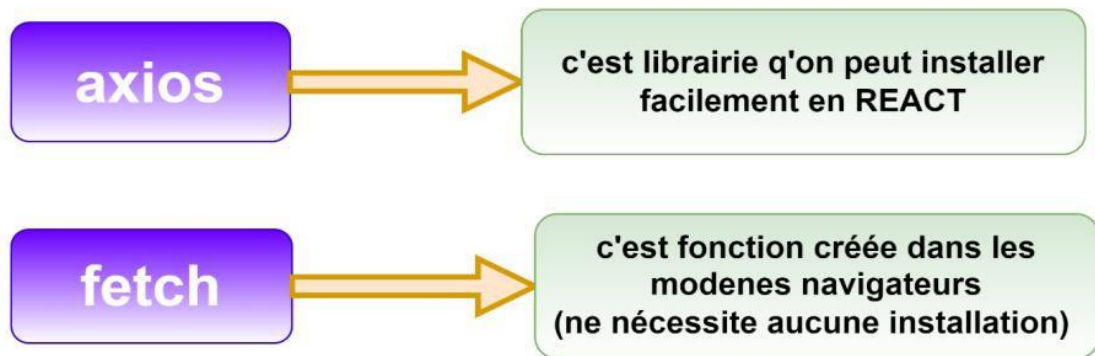 axios
c'est librairie q'on peut installer
facilement en REACT
fetch
c'est fonction créée dans les
modenes navigateurs
(ne nécessite aucune installation)